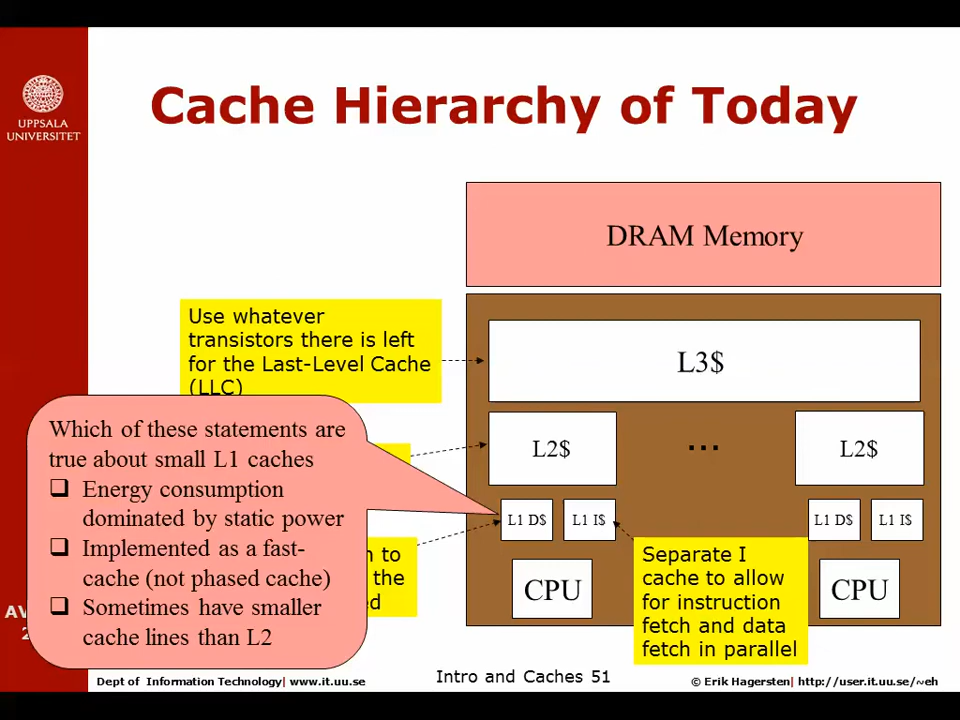 Cache Hierarchy of Today
UPPSALA
UNIVERSITET
DRAM Memory
Use whatever
transistors there is left
for the Last-Level Cache
(LLC)
L3$
L2$
...
L2$
L1 D$
L1 I$
L1 D$
L1 I$
CPU
CPU
Which of these statements are
true about small L1 caches
❑ Energy consumption
dominated by static power
❑ Implemented as a fast-
cache (not phased cache)
❑ Sometimes have smaller
cache lines than L2
to
the
Separate I
cache to allow
for instruction
fetch and data
fetch in parallel
Dept of Information Technology| www.it.uu.se
Intro and Caches 51
© Erik Hagersten| http://user.it.uu.se/~eh